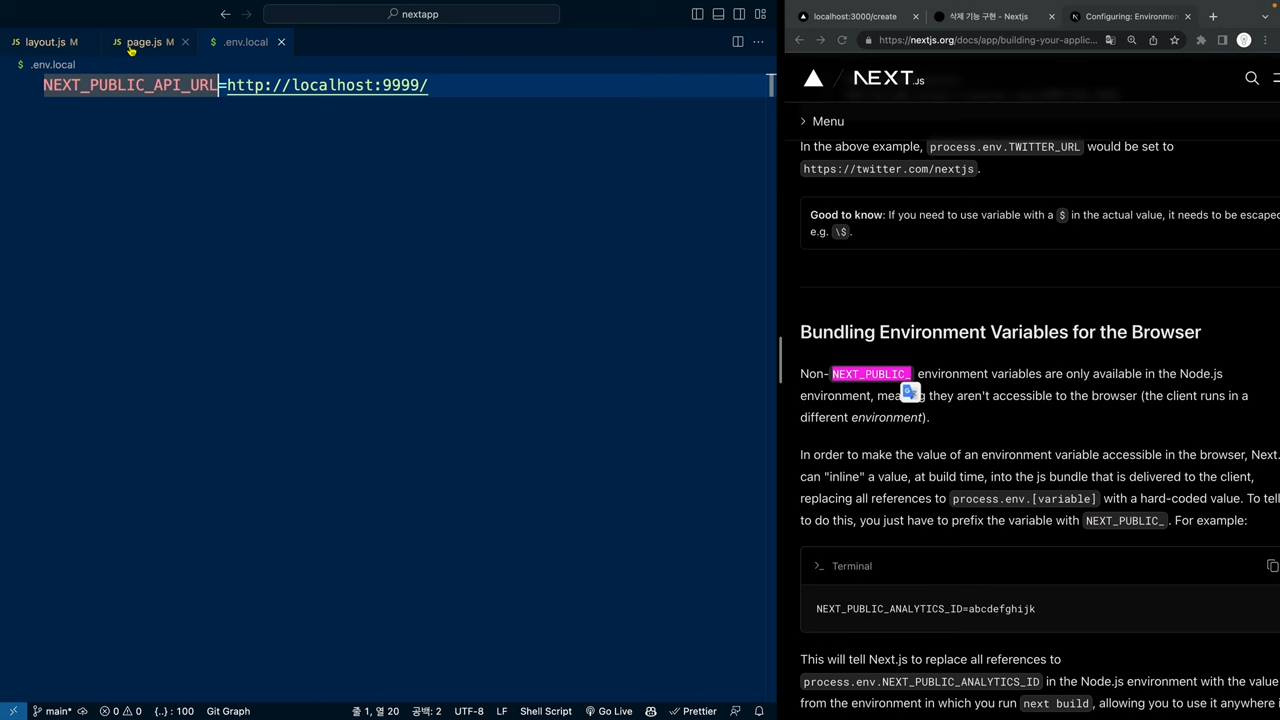 nextapp
layout.js M
page.js M
.env.local
.env.local
NEXT_PUBLIC_API_URL=http://localhost:9999/
main*
0 0
{..} : 100
Git Graph
줄 1, 열 20
공백: 2
UTF-8
LF
Shell Script
Go Live
Prettier
localhost:3000/create
삭제 기능 구현 - Nextjs
Configuring: Environmen
https://nextjs.org/docs/app/building-your-applic...
NEXT.JS
Menu
In the above example, process.env.TWITTER_URL would be set to
https://twitter.com/nextjs.
Good to know: If you need to use variable with a $ in the actual value, it needs to be escaped
e.g. \$.
Bundling Environment Variables for the Browser
Non-NEXT_PUBLIC_ environment variables are only available in the Node.js
environment, mea they aren't accessible to the browser (the client runs in a
different environment).
In order to make the value of an environment variable accessible in the browser, Next.
can "inline" a value, at build time, into the js bundle that is delivered to the client,
replacing all references to process.env.[variable] with a hard-coded value. To tell
to do this, you just have to prefix the variable with NEXT_PUBLIC_. For example:
Terminal
NEXT_PUBLIC_ANALYTICS_ID=abcdefghijk
This will tell Next.js to replace all references to
process.env.NEXT_PUBLIC_ANALYTICS_ID in the Node.js environment with the value
from the environment in which you run next build, allowing you to use it anywhere